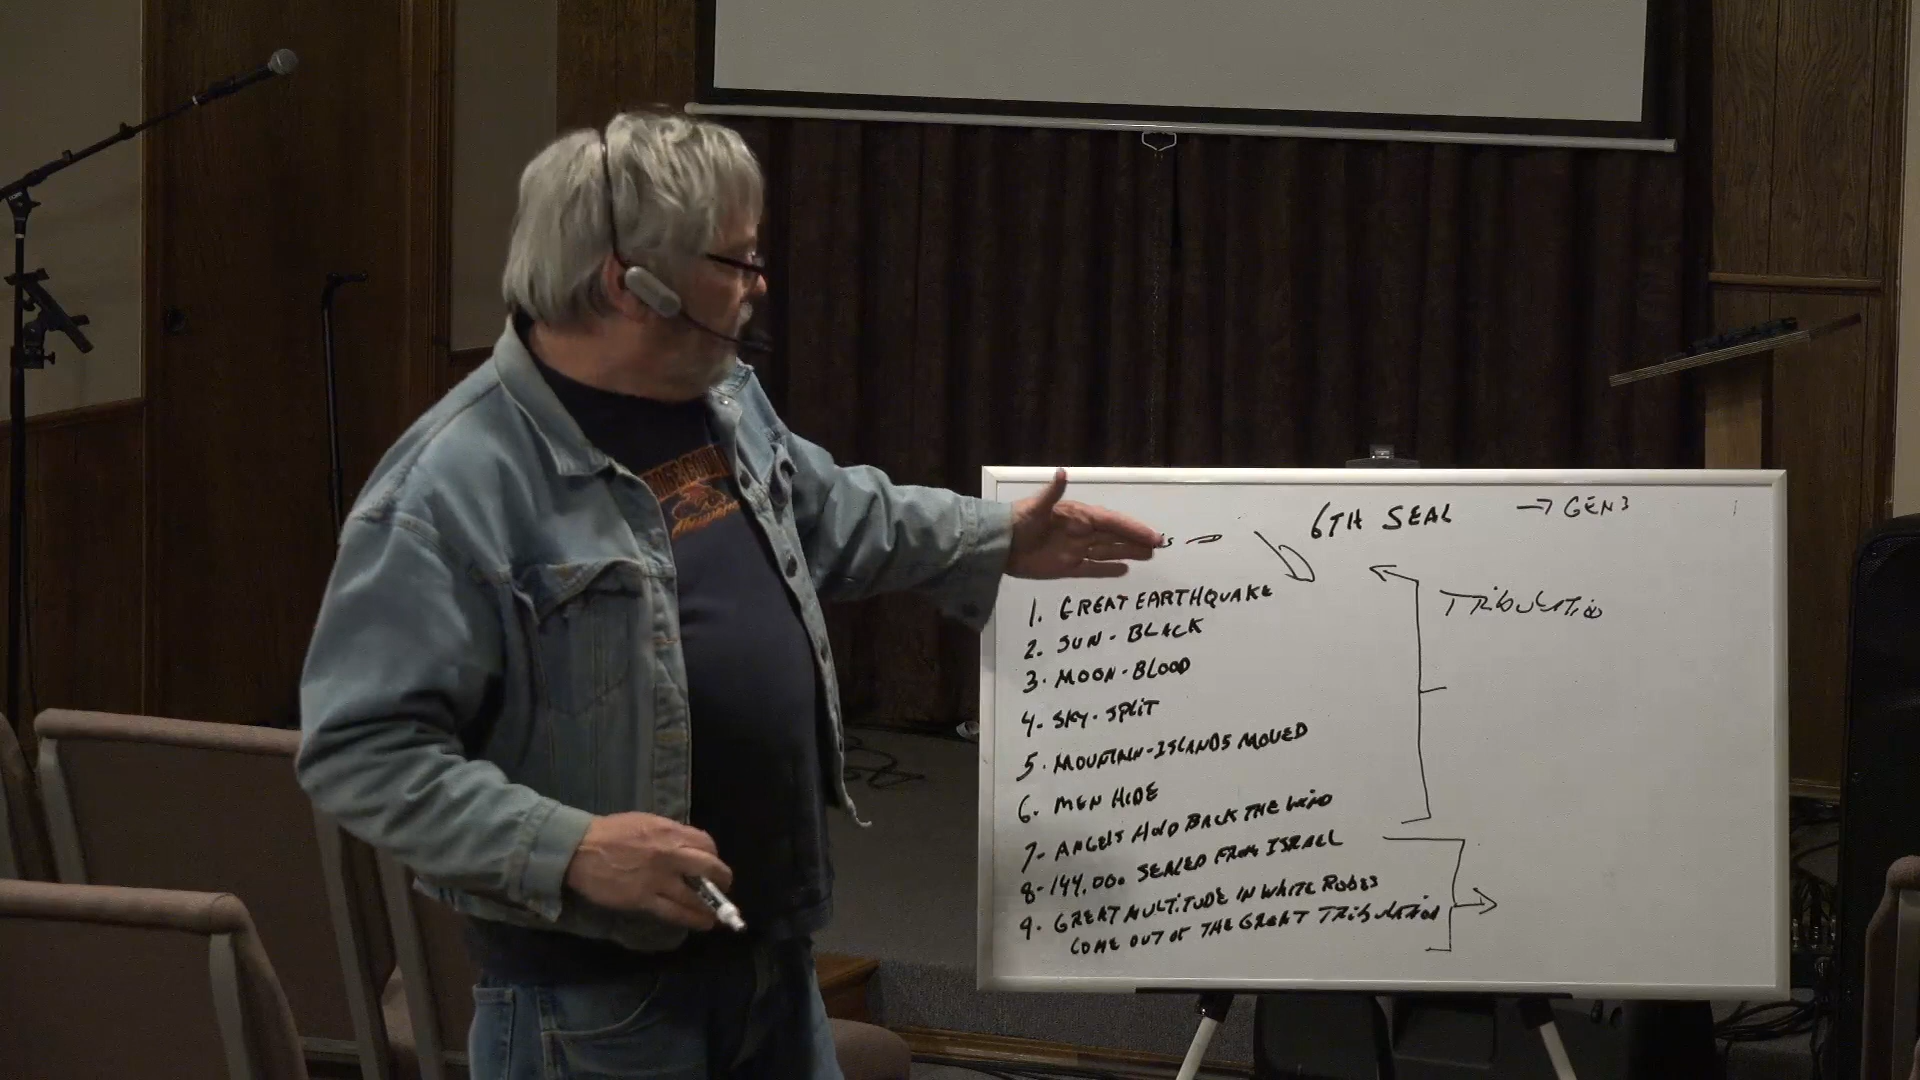 6TH SEAL → GEN 3
1. GREAT EARTHQUAKE
2. SUN - BLACK
3. MOON - BLOOD
4. SKY - SPLIT
5. MOUNTAIN-ISLANDS MOVED
6. MEN HIDE
7- ANGELS HOLD BACK THE WIND
8-144,000 SEALED FROM ISRAEL
9. GREAT MULTITUDE IN WHITE ROBES
COME OUT OF THE GREAT TRIBULATION
TRIBULATION